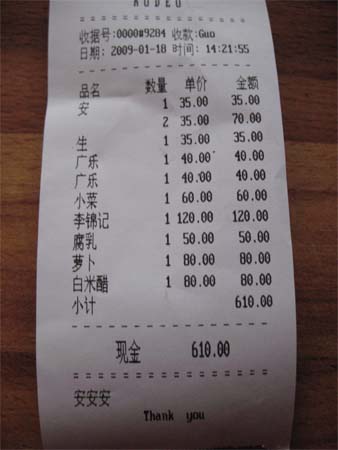 RODEO
收据号:0000#9284 收款:Guo
日期: 2009-01-18 时间: 14:21:55
品名 数量 单价 金额
安 1 35.00 35.00
2 35.00 70.00
生 1 35.00 35.00
广乐 1 40.00 40.00
广乐 1 40.00 40.00
小菜 1 60.00 60.00
李锦记 1 120.00 120.00
腐乳 1 50.00 50.00
萝卜 1 80.00 80.00
白米醋 1 80.00 80.00
小计 610.00
现金 610.00
安安安
Thank you